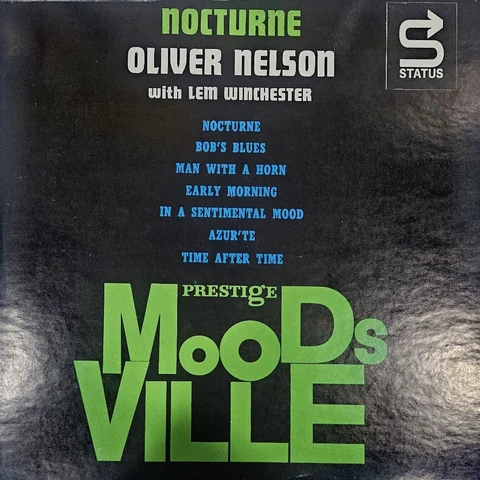 NOCTURNE
OLIVER NELSON
with LEM WINCHESTER
STATUS
NOCTURNE
BOB'S BLUES
MAN WITH A HORN
EARLY MORNING
IN A SENTIMENTAL MOOD
AZUR'TE
TIME AFTER TIME
PRESTIgE
MOODs
VILLE